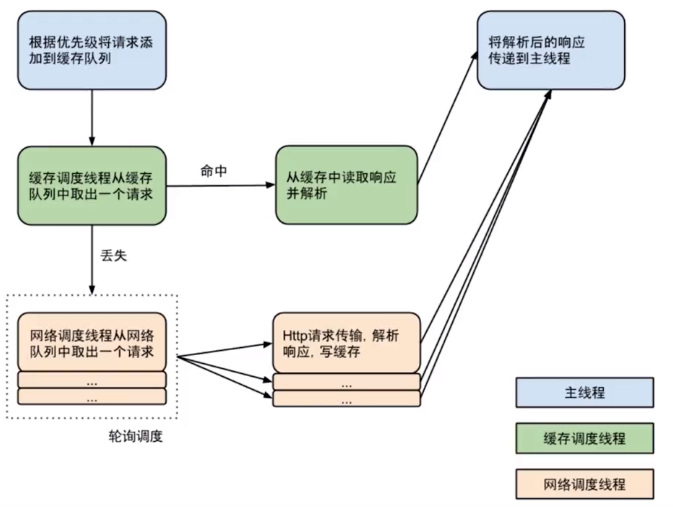 根据优先级将请求添
加到缓存队列
将解析后的响应
传递到主线程
缓存调度线程从缓存
队列中取出一个请求
命中
从缓存中读取响应
并解析
丢失
网络调度线程从网络
队列中取出一个请求
...
...
Http请求传输, 解析
响应, 写缓存
...
...
轮询调度
主线程
缓存调度线程
网络调度线程